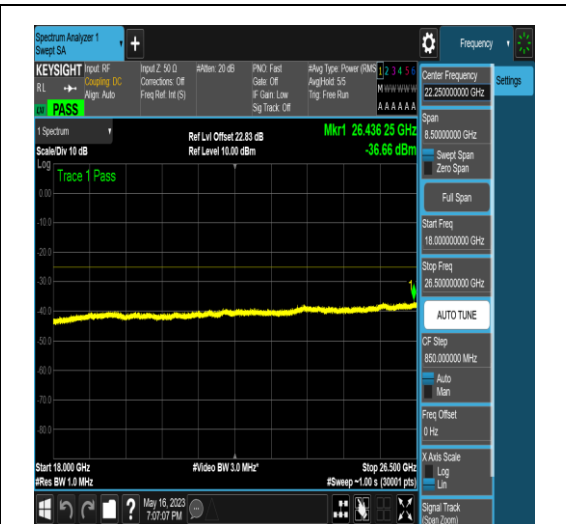 Spectrum Analyzer 1
Swept SA
+
Frequency
KEYSIGHT
RL
PASS
Input: RF
Coupling: DC
Align: Auto
Input Z: 50 Ω
Corrections: Off
Freq Ref: Int (S)
#Atten: 20 dB
PNO: Fast
Gate: Off
IF Gain: Low
Sig Track: Off
#Avg Type: Power (RMS
Avg|Hold: 5/5
Trig: Free Run
1 2 3 4 5 6
M W W W W W
A A A A A A
Center Frequency
22.250000000 GHz
Settings
Span
8.50000000 GHz
Swept Span
Zero Span
Full Span
Start Freq
18.000000000 GHz
Stop Freq
26.500000000 GHz
AUTO TUNE
CF Step
850.000000 MHz
Auto
Man
Freq Offset
0 Hz
X Axis Scale
Log
Lin
Signal Track
(Span Zoom)
1 Spectrum
Scale/Div 10 dB
Ref Lvl Offset 22.83 dB
Ref Level 10.00 dBm
Mkr1 26.436 25 GHz
-36.66 dBm
Log
Trace 1 Pass
0.00
-10.0
-20.0
-30.0
-40.0
-50.0
-60.0
-70.0
-80.0
1
Start 18.000 GHz
#Res BW 1.0 MHz
#Video BW 3.0 MHz*
Stop 26.500 GHz
#Sweep ~1.00 s (30001 pts)
?
May 16, 2023
7:07:07 PM